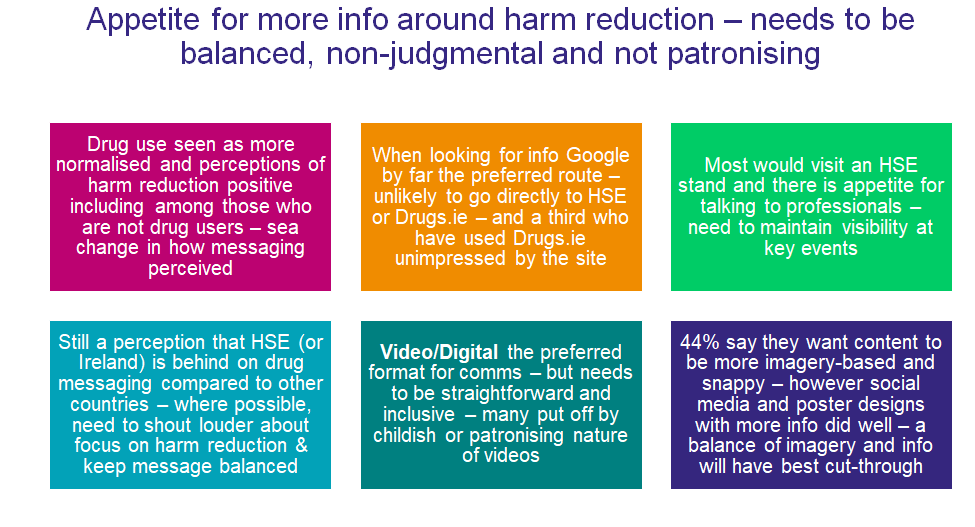 Appetite for more info around harm reduction – needs to be
balanced, non-judgmental and not patronising
Drug use seen as more
normalised and perceptions of
harm reduction positive
including among those who
are not drug users – sea
change in how messaging
perceived
When looking for info Google
by far the preferred route –
unlikely to go directly to HSE
or Drugs.ie – and a third who
have used Drugs.ie
unimpressed by the site
Most would visit an HSE
stand and there is appetite for
talking to professionals –
need to maintain visibility at
key events
Still a perception that HSE (or
Ireland) is behind on drug
messaging compared to other
countries – where possible,
need to shout louder about
focus on harm reduction &
keep message balanced
Video/Digital the preferred
format for comms – but needs
to be straightforward and
inclusive – many put off by
childish or patronising nature
of videos
44% say they want content to
be more imagery-based and
snappy – however social
media and poster designs
with more info did well – a
balance of imagery and info
will have best cut-through